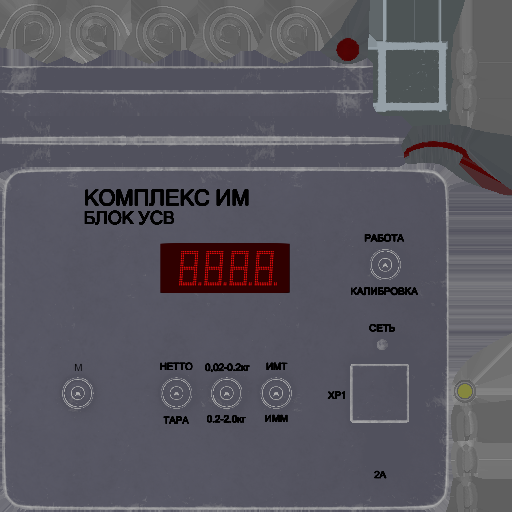 КОМПЛЕКС ИМ
БЛОК УСВ
8.8.8.8.
РАБОТА
КАЛИБРОВКА
СЕТЬ
М
НЕТТО 0,02-0.2кг ИМТ
ХР1
ТАРА 0.2-2.0кг ИММ
2А